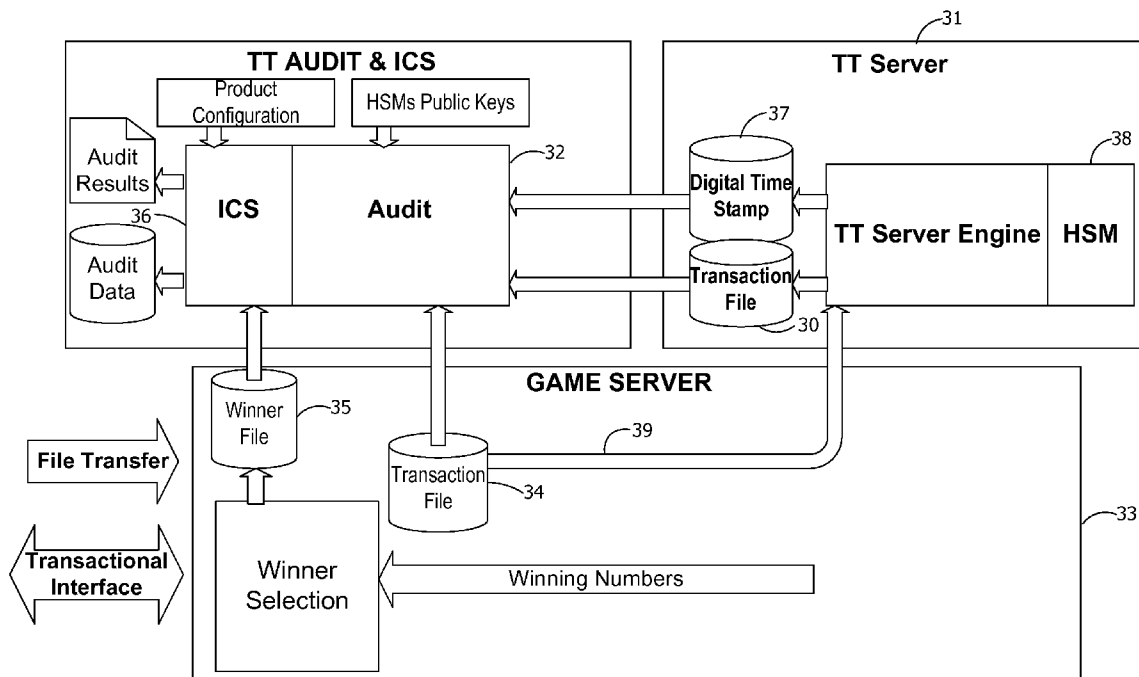 31
TT AUDIT & ICS
TT Server
Product
Configuration
HSMs Public Keys
37
38
32
Audit
Results
36
ICS
Audit
Digital Time
Stamp
TT Server Engine
HSM
Audit
Data
Transaction
File
30
GAME SERVER
Winner
File
35
39
File Transfer
Transaction
File
34
33
Transactional
Interface
Winner
Selection
Winning Numbers